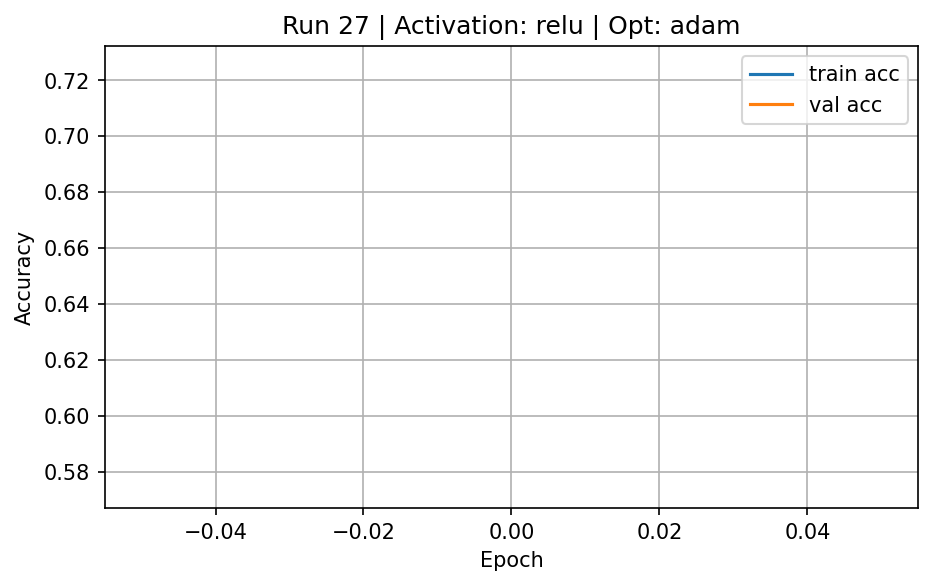 Run 27 | Activation: relu | Opt: adam
train acc
val acc
0.72
0.70
0.68
0.66
0.64
0.62
0.60
0.58
Accuracy
−0.04
−0.02
0.00
0.02
0.04
Epoch